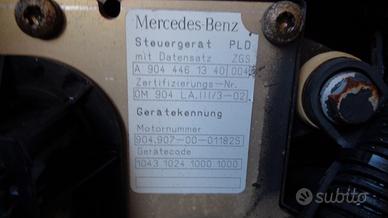 Mercedes-Benz
Steuergerät PLD
mit Datensatz ZGS
A 904 446 13 40 004
Zertifizierungs-Nr.
OM 904 LA.III/3-02
Gerätekennung
Motornummer
904.907-00-011825
Gerätecode
1043 1024 1000 1000
subito